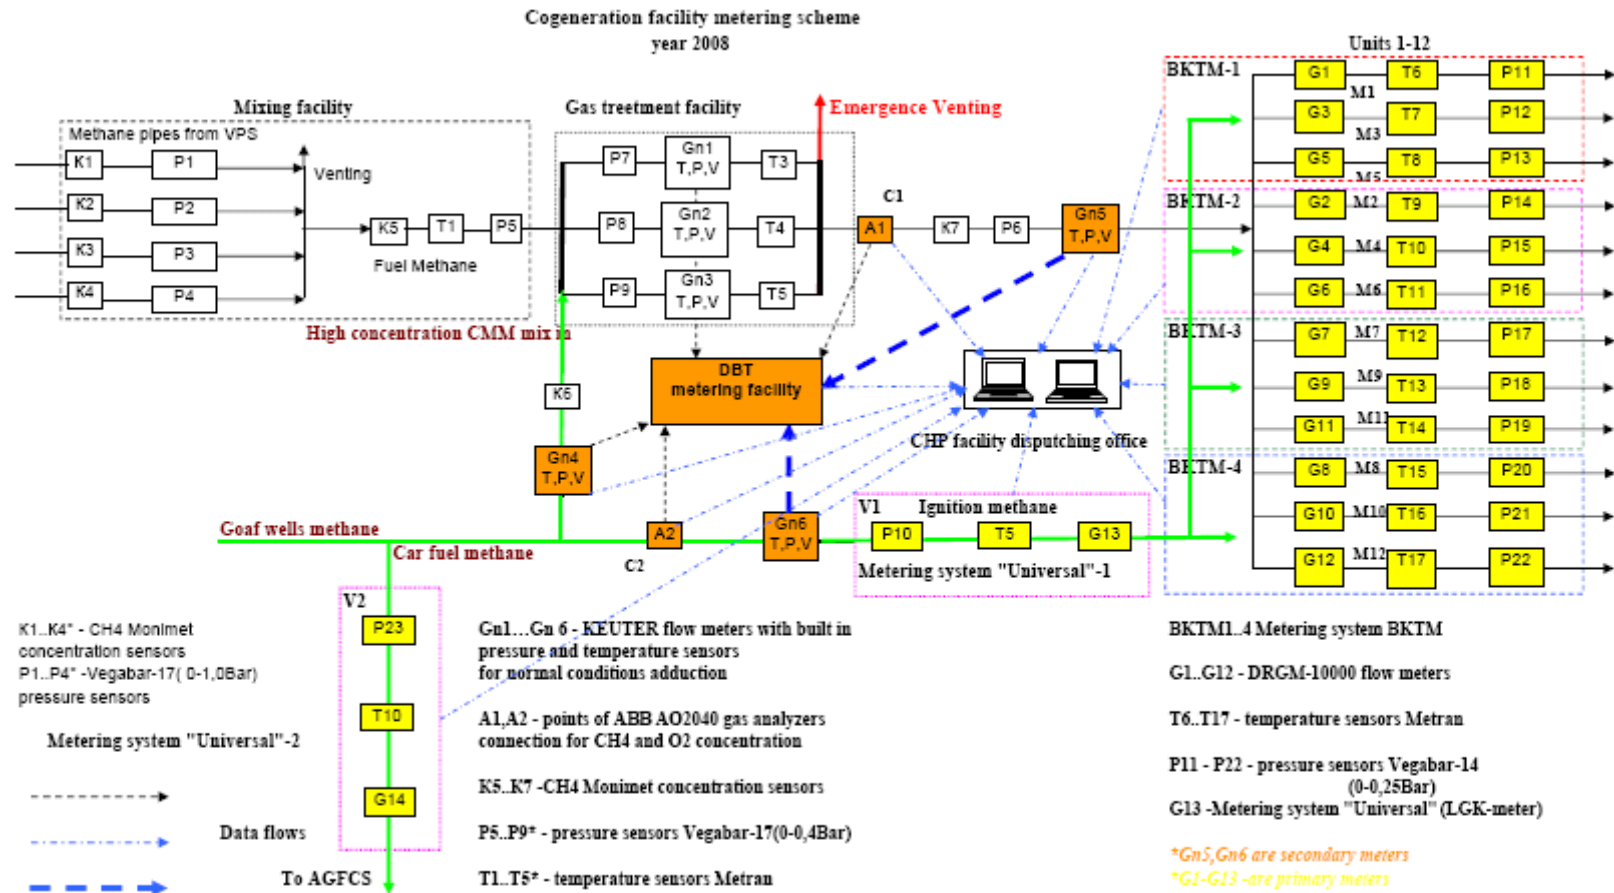 Cogeneration facility metering scheme
year 2008
Units 1-12
Mixing facility
Gas treetment facility
Emergence Venting
Methane pipes from VPS
K1 P1
K2 P2
K3 P3
K4 P4
Venting
K5 T1 P5
Fuel Methane
High concentration CMM mix in
P7 Gn1 T,P,V T3
P8 Gn2 T,P,V T4
P9 Gn3 T,P,V T5
C1
A1 K7 P6 Gn5 T,P,V
DBT
metering facility
K6
Gn4
T,P,V
CHP facility disputching office
BKTM-1
G1 M1 T6 P11
G3 M3 T7 P12
G5 M5 T8 P13
BKTM-2
G2 M2 T9 P14
G4 M4 T10 P15
G6 M6 T11 P16
BKTM-3
G7 M7 T12 P17
G9 M9 T13 P18
G11 M11 T14 P19
BKTM-4
G8 M8 T15 P20
G10 M10 T16 P21
G12 M12 T17 P22
Goaf wells methane
Car fuel methane
A2
C2
Gn6
T,P,V
V1 Ignition methane
P10 T5 G13
Metering system "Universal"-1
V2
P23
T10
G14
To AGFCS
K1..K4* - CH4 Monimet
concentration sensors
P1..P4* -Vegabar-17( 0-1,0Bar)
pressure sensors
Metering system "Universal"-2
Data flows
Gn1...Gn 6 - KEUTER flow meters with built in
pressure and temperature sensors
for normal conditions adduction
A1,A2 - points of ABB AO2040 gas analyzers
connection for CH4 and O2 concentration
K5..K7 -CH4 Monimet concentration sensors
P5..P9* - pressure sensors Vegabar-17(0-0,4Bar)
T1..T5* - temperature sensors Metran
BKTM1..4 Metering system BKTM
G1..G12 - DRGM-10000 flow meters
T6..T17 - temperature sensors Metran
P11 - P22 - pressure sensors Vegabar-14
(0-0,25Bar)
G13 -Metering system "Universal" (LGK-meter)
*Gn5,Gn6 are secondary meters
*G1-G13 -are primary meters